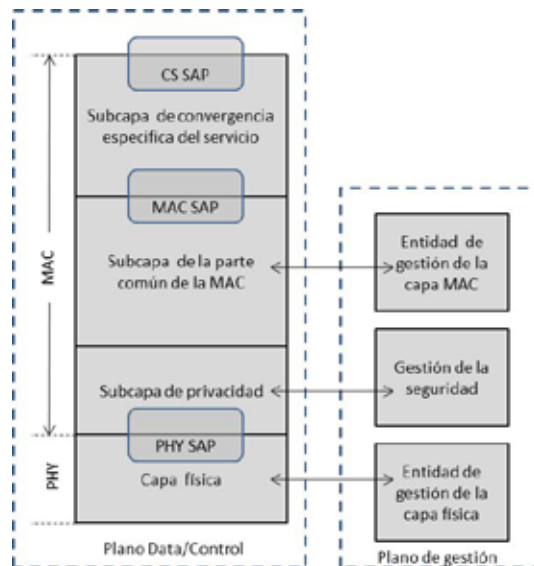 CS SAP
Subcapa de convergencia
especifica del servicio
MAC SAP
Subcapa de la parte
común de la MAC
Subcapa de privacidad
PHY SAP
Capa física
MAC
PHY
Plano Data/Control
Entidad de
gestión de la
capa MAC
Gestión de la
seguridad
Entidad de
gestión de la
capa física
Plano de gestión